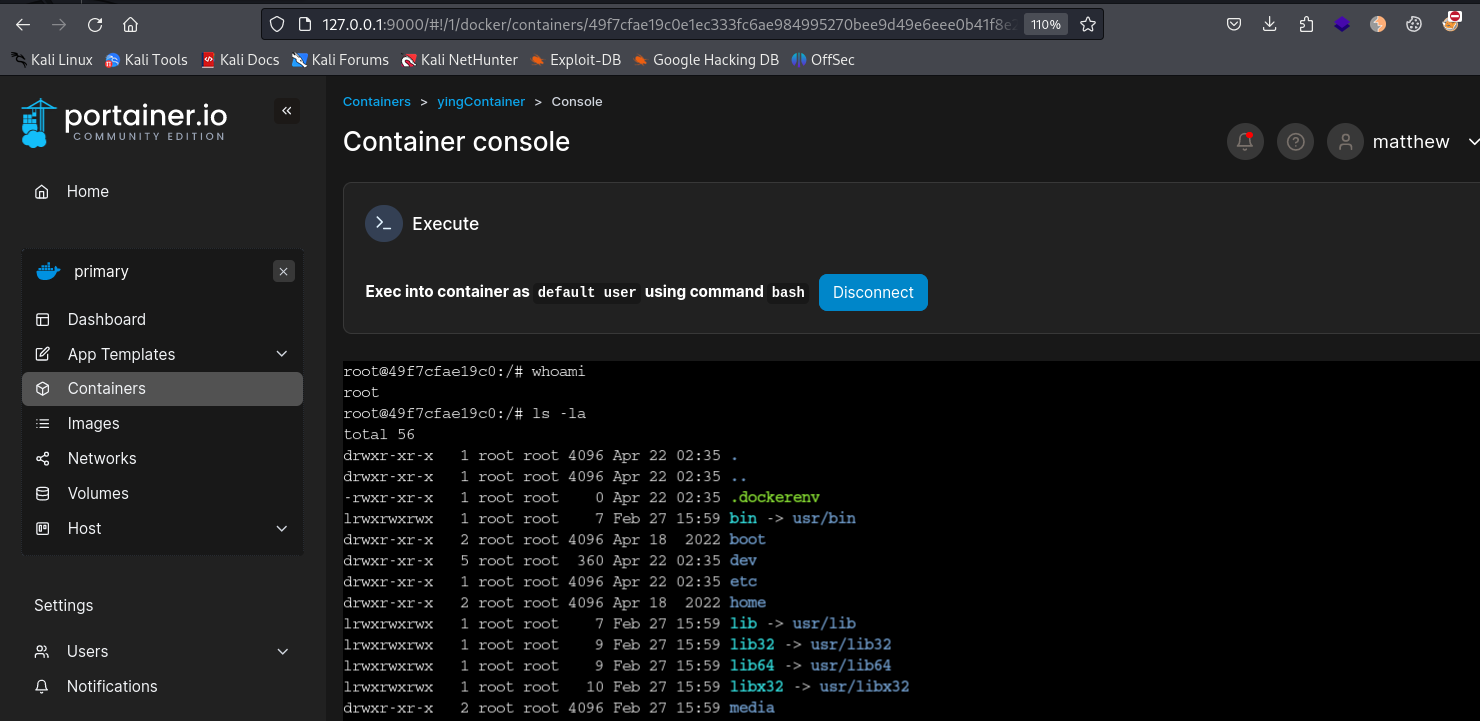 127.0.0.1:9000/#!/1/docker/containers/49f7cfae19c0e1ec333fc6ae984995270bee9d49e6eee0b41f8e
110%
Kali Linux Kali Tools Kali Docs Kali Forums Kali NetHunter Exploit-DB Google Hacking DB OffSec
portainer.io
COMMUNITY EDITION
Home
primary
Dashboard
App Templates
Containers
Images
Networks
Volumes
Host
Settings
Users
Notifications
Containers > yingContainer > Console
Container console
matthew
>_ Execute
Exec into container as default user using command bash Disconnect
root@49f7cfae19c0:/# whoami
root
root@49f7cfae19c0:/# ls -la
total 56
drwxr-xr-x 1 root root 4096 Apr 22 02:35 .
drwxr-xr-x 1 root root 4096 Apr 22 02:35 ..
-rwxr-xr-x 1 root root 0 Apr 22 02:35 .dockerenv
lrwxrwxrwx 1 root root 7 Feb 27 15:59 bin -> usr/bin
drwxr-xr-x 2 root root 4096 Apr 18 2022 boot
drwxr-xr-x 5 root root 360 Apr 22 02:35 dev
drwxr-xr-x 1 root root 4096 Apr 22 02:35 etc
drwxr-xr-x 2 root root 4096 Apr 18 2022 home
lrwxrwxrwx 1 root root 7 Feb 27 15:59 lib -> usr/lib
lrwxrwxrwx 1 root root 9 Feb 27 15:59 lib32 -> usr/lib32
lrwxrwxrwx 1 root root 9 Feb 27 15:59 lib64 -> usr/lib64
lrwxrwxrwx 1 root root 10 Feb 27 15:59 libx32 -> usr/libx32
drwxr-xr-x 2 root root 4096 Feb 27 15:59 media